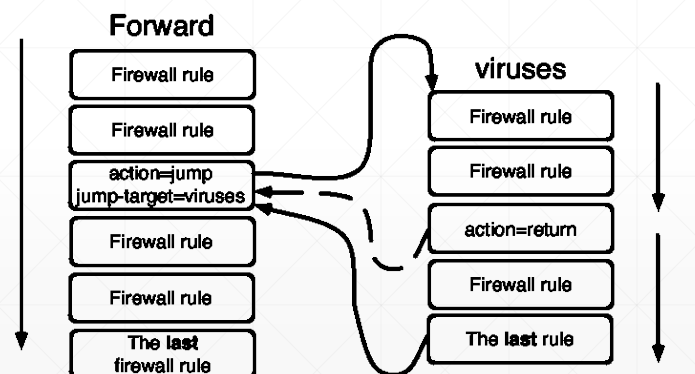 Forward
Firewall rule
Firewall rule
action=jump
jump-target=viruses
Firewall rule
Firewall rule
The last
firewall rule
viruses
Firewall rule
Firewall rule
action=return
Firewall rule
The last rule